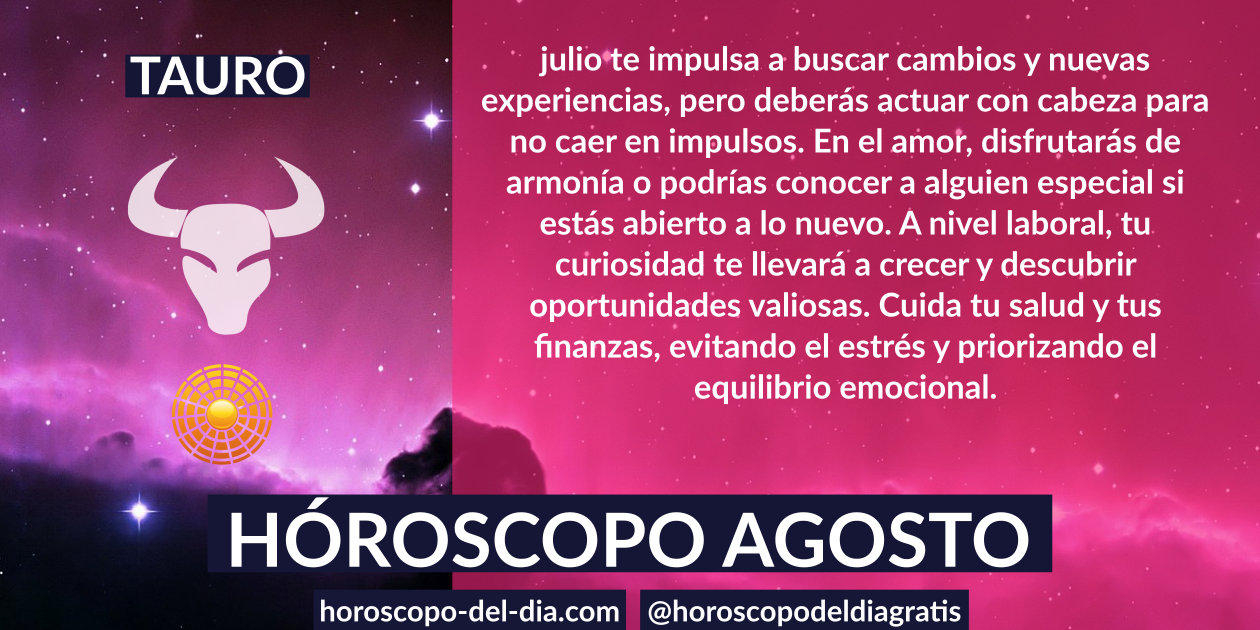 TAURO
julio te impulsa a buscar cambios y nuevas
experiencias, pero deberás actuar con cabeza para
no caer en impulsos. En el amor, disfrutarás de
armonía o podrías conocer a alguien especial si
estás abierto a lo nuevo. A nivel laboral, tu
curiosidad te llevará a crecer y descubrir
oportunidades valiosas. Cuida tu salud y tus
finanzas, evitando el estrés y priorizando el
equilibrio emocional.
HÓROSCOPO AGOSTO
horoscopo-del-dia.com
@horoscopodeldiagratis